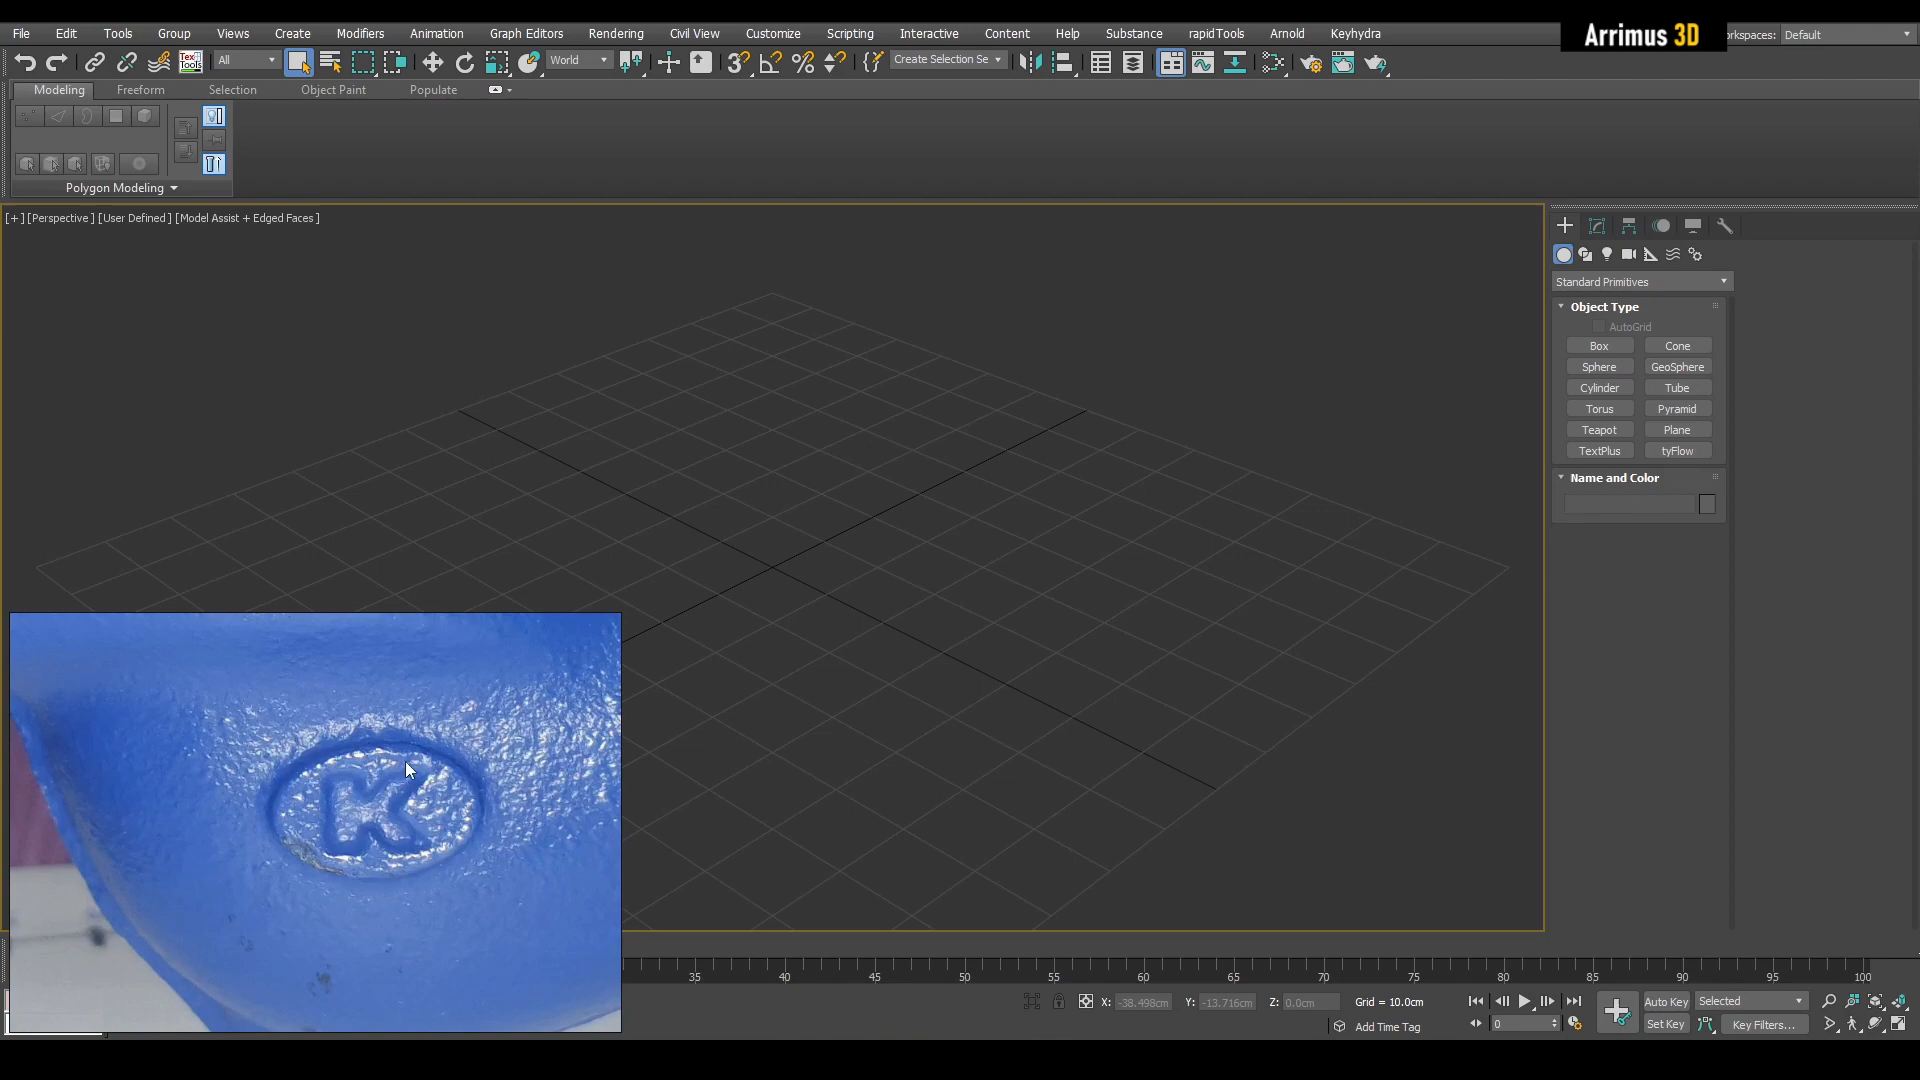 File Edit Tools Group Views Create Modifiers Animation Graph Editors Rendering Civil View Customize Scripting Interactive Content Help Substance rapidTools Arnold Keyhydra Arrimus 3D orkspaces: Default
Tex Tools All World 3 Create Selection Se
Modeling Freeform Selection Object Paint Populate
Polygon Modeling
[+] [Perspective ] [User Defined ] [Model Assist + Edged Faces ]
Standard Primitives
Object Type
AutoGrid
Box Cone
Sphere GeoSphere
Cylinder Tube
Torus Pyramid
Teapot Plane
TextPlus tyFlow
Name and Color
K
35 40 45 50 55 60 65 70 75 80 85 90 95 100
X: -38.498cm Y: -13.716cm Z: 0.0cm Grid = 10.0cm Auto Key Selected
Add Time Tag 0 Set Key Key Filters...